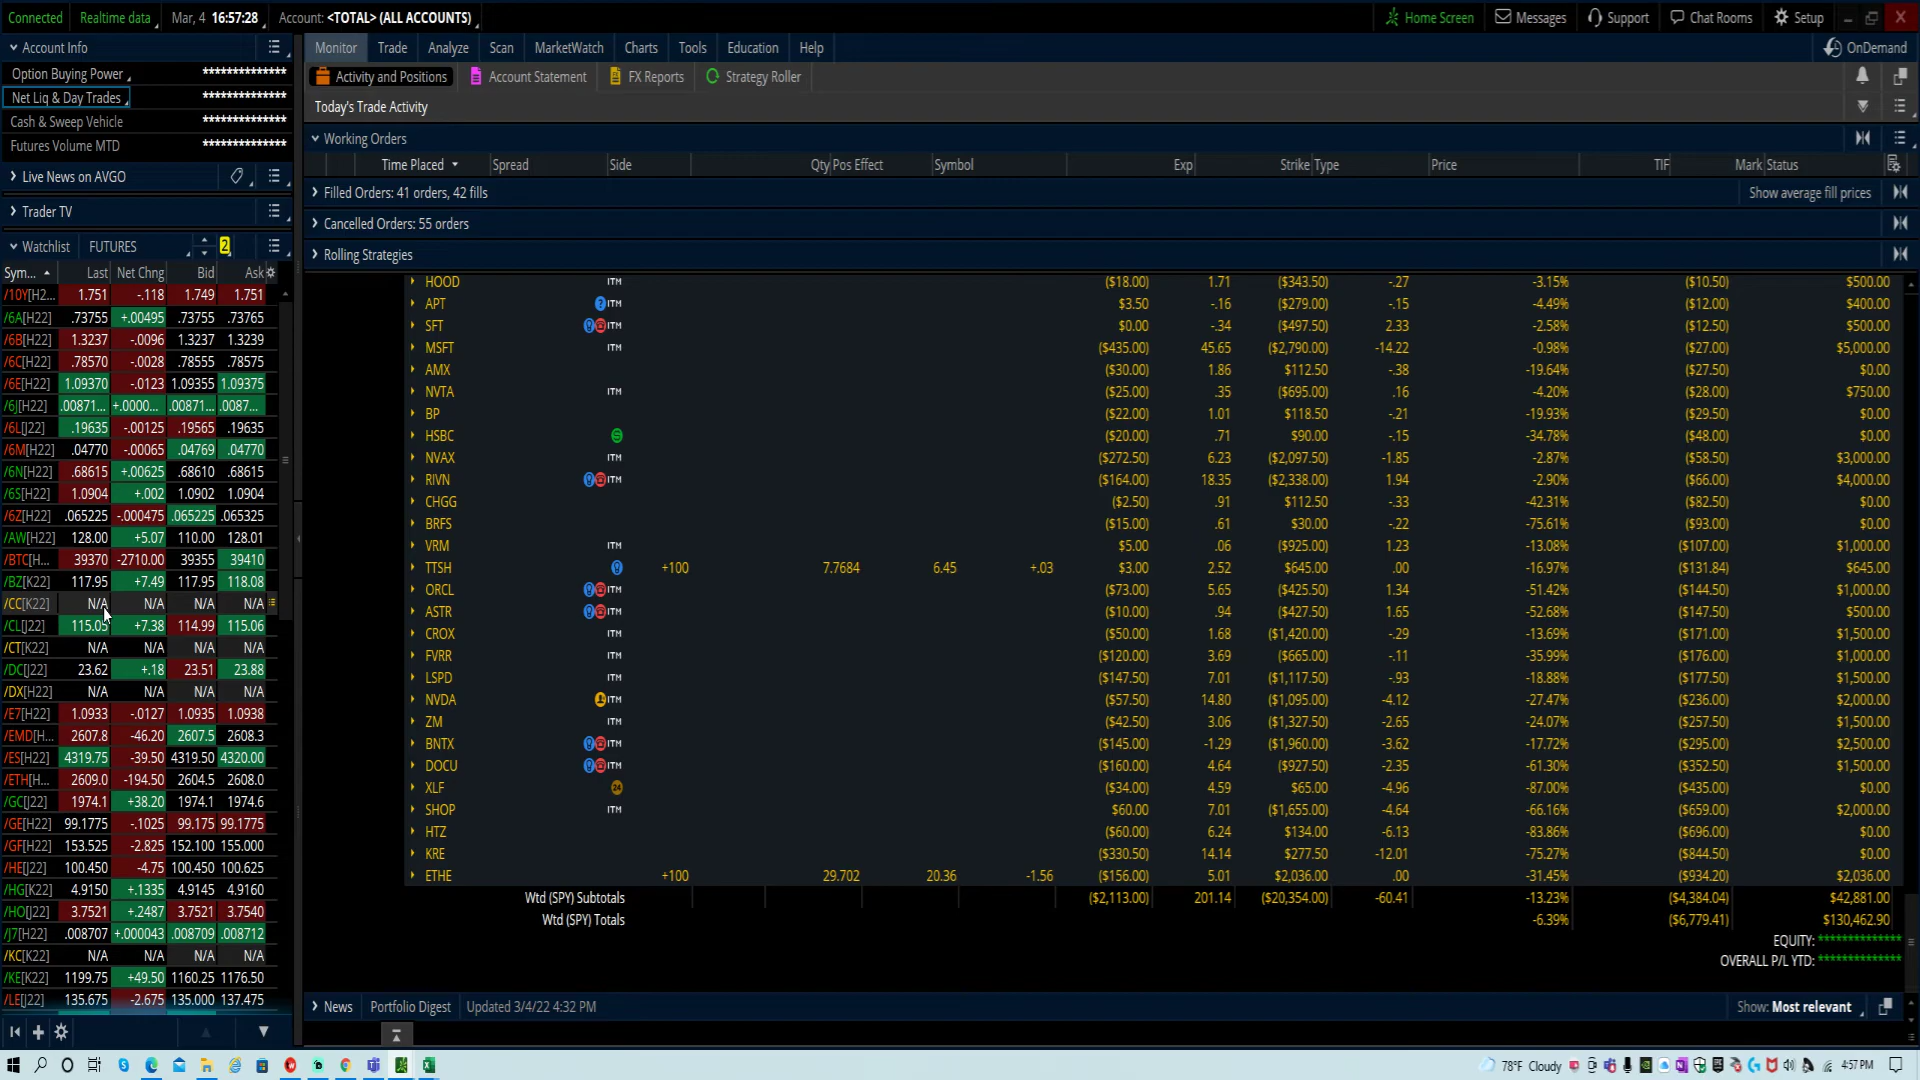 Connected Realtime data Mar, 4 16:57:28 Account: <TOTAL> (ALL ACCOUNTS) Home Screen Messages Support Chat Rooms Setup
Account Info
Option Buying Power **************
Net Liq & Day Trades **************
Cash & Sweep Vehicle **************
Futures Volume MTD **************
Live News on AVGO
Trader TV
Watchlist FUTURES 2
Sym... Last Net Chng Bid Ask
/10Y[H2... 1.751 -.118 1.749 1.751
/6A[H22] .73755 +.00495 .73755 .73765
/6B[H22] 1.3237 -.0096 1.3237 1.3239
/6C[H22] .78570 -.0028 .78555 .78575
/6E[H22] 1.09370 -.0123 1.09355 1.09375
/6J[H22] .00871... +.0000... .00871... .0087...
/6L[J22] .19635 -.00125 .19565 .19635
/6M[H22] .04770 -.00065 .04769 .04770
/6N[H22] .68615 +.00625 .68610 .68615
/6S[H22] 1.0904 +.002 1.0902 1.0904
/6Z[H22] .065225 -.000475 .065225 .065325
/AW[H22] 128.00 +5.07 110.00 128.01
/BTC[H... 39370 -2710.00 39355 39410
/BZ[K22] 117.95 +7.49 117.95 118.08
/CC[K22] N/A N/A N/A N/A
/CL[J22] 115.05 +7.38 114.99 115.06
/CT[K22] N/A N/A N/A N/A
/DC[J22] 23.62 +.18 23.51 23.88
/DX[H22] N/A N/A N/A N/A
/E7[H22] 1.0933 -.0127 1.0935 1.0938
/EMD[H... 2607.8 -46.20 2607.5 2608.3
/ES[H22] 4319.75 -39.50 4319.50 4320.00
/ETH[H... 2609.0 -194.50 2604.5 2608.0
/GC[J22] 1974.1 +38.20 1974.1 1974.6
/GE[H22] 99.1775 -.1025 99.175 99.1775
/GF[H22] 153.525 -2.825 152.100 155.000
/HE[J22] 100.450 -4.75 100.450 100.625
/HG[K22] 4.9150 +.1335 4.9145 4.9160
/HO[J22] 3.7521 +.2487 3.7521 3.7540
/J7[H22] .008707 +.000043 .008709 .008712
/KC[K22] N/A N/A N/A N/A
/KE[K22] 1199.75 +49.50 1160.25 1176.50
/LE[J22] 135.675 -2.675 135.000 137.475
Monitor Trade Analyze Scan MarketWatch Charts Tools Education Help OnDemand
Activity and Positions Account Statement FX Reports Strategy Roller
Today's Trade Activity
Working Orders
Time Placed Spread Side Qty Pos Effect Symbol Exp Strike Type Price TIF Mark Status
Filled Orders: 41 orders, 42 fills Show average fill prices
Cancelled Orders: 55 orders
Rolling Strategies
HOOD ITM ($18.00) 1.71 ($343.50) -.27 -3.15% ($10.50) $500.00
APT ITM $3.50 -.16 ($279.00) -.15 -4.49% ($12.00) $400.00
SFT ITM $0.00 -.34 ($497.50) 2.33 -2.58% ($12.50) $500.00
MSFT ITM ($435.00) 45.65 ($2,790.00) -14.22 -0.98% ($27.00) $5,000.00
AMX ($30.00) 1.86 $112.50 -.38 -19.64% ($27.50) $0.00
NVTA ITM ($25.00) .35 ($695.00) .16 -4.20% ($28.00) $750.00
BP ($22.00) 1.01 $118.50 -.21 -19.93% ($29.50) $0.00
HSBC ($20.00) .71 $90.00 -.15 -34.78% ($48.00) $0.00
NVAX ITM ($272.50) 6.23 ($2,097.50) -1.85 -2.87% ($58.50) $3,000.00
RIVN ITM ($164.00) 18.35 ($2,338.00) 1.94 -2.90% ($66.00) $4,000.00
CHGG ($2.50) .91 $112.50 -.33 -42.31% ($82.50) $0.00
BRFS ($15.00) .61 $30.00 -.22 -75.61% ($93.00) $0.00
VRM ITM $5.00 .06 ($925.00) 1.23 -13.08% ($107.00) $1,000.00
TTSH +100 7.7684 6.45 +.03 $3.00 2.52 $645.00 .00 -16.97% ($131.84) $645.00
ORCL ITM ($73.00) 5.65 ($425.50) 1.34 -51.42% ($144.50) $1,000.00
ASTR ITM ($10.00) .94 ($427.50) 1.65 -52.68% ($147.50) $500.00
CROX ITM ($50.00) 1.68 ($1,420.00) -.29 -13.69% ($171.00) $1,500.00
FVRR ITM ($120.00) 3.69 ($665.00) -.11 -35.99% ($176.00) $1,000.00
LSPD ITM ($147.50) 7.01 ($1,117.50) -.93 -18.88% ($177.50) $1,500.00
NVDA ITM ($57.50) 14.80 ($1,095.00) -4.12 -27.47% ($236.00) $2,000.00
ZM ITM ($42.50) 3.06 ($1,327.50) -2.65 -24.07% ($257.50) $1,500.00
BNTX ITM ($145.00) -1.29 ($1,960.00) -3.62 -17.72% ($295.00) $2,500.00
DOCU ITM ($160.00) 4.64 ($927.50) -2.35 -61.30% ($352.50) $1,500.00
XLF 24 ($34.00) 4.59 $65.00 -4.96 -87.00% ($435.00) $0.00
SHOP ITM $60.00 7.01 ($1,655.00) -4.64 -66.16% ($659.00) $2,000.00
HTZ ($60.00) 6.24 $134.00 -6.13 -83.86% ($696.00) $0.00
KRE ($330.50) 14.14 $277.50 -12.01 -75.27% ($844.50) $0.00
ETHE +100 29.702 20.36 -1.56 ($156.00) 5.01 $2,036.00 .00 -31.45% ($934.20) $2,036.00
Wtd (SPY) Subtotals ($2,113.00) 201.14 ($20,354.00) -60.41 -13.23% ($4,384.04) $42,881.00
Wtd (SPY) Totals -6.39% ($6,779.41) $130,462.90
EQUITY: **************
OVERALL P/L YTD: **************
News Portfolio Digest Updated 3/4/22 4:32 PM Show: Most relevant
78°F Cloudy 4:57 PM